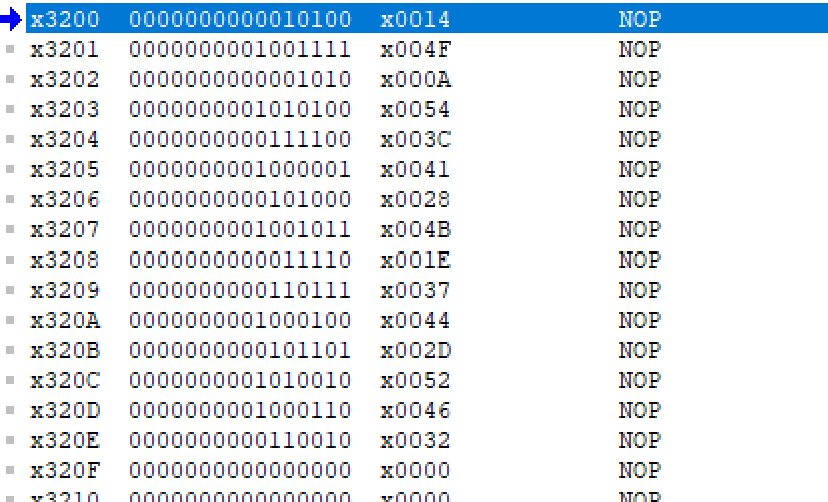 x3200 0000000000010100 x0014 NOP
x3201 0000000001001111 x004F NOP
x3202 0000000000001010 x000A NOP
x3203 0000000001010100 x0054 NOP
x3204 0000000000111100 x003C NOP
x3205 0000000001000001 x0041 NOP
x3206 0000000000101000 x0028 NOP
x3207 0000000001001011 x004B NOP
x3208 0000000000011110 x001E NOP
x3209 0000000000110111 x0037 NOP
x320A 0000000001000100 x0044 NOP
x320B 0000000000101101 x002D NOP
x320C 0000000001010010 x0052 NOP
x320D 0000000001000110 x0046 NOP
x320E 0000000000110010 x0032 NOP
x320F 0000000000000000 x0000 NOP
x3210 0000000000000000 x0000 NOP